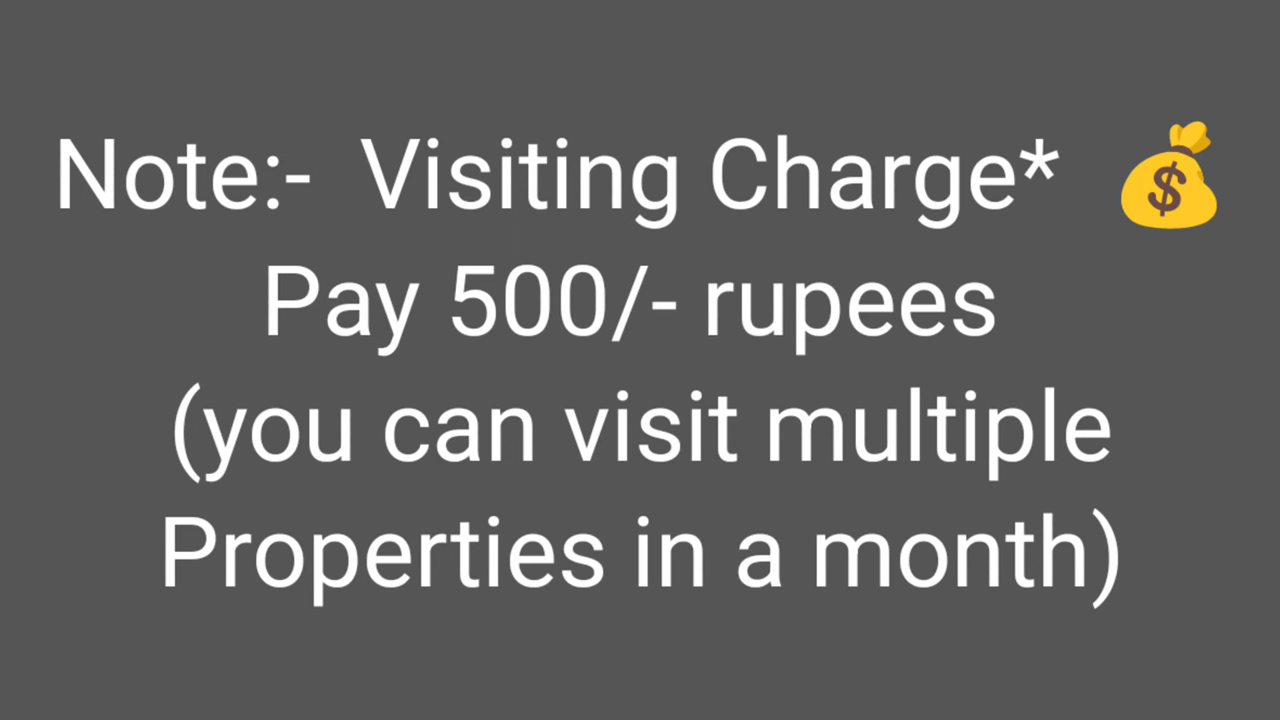 Note:-  Visiting Charge* 💰
Pay 500/- rupees
(you can visit multiple
Properties in a month)